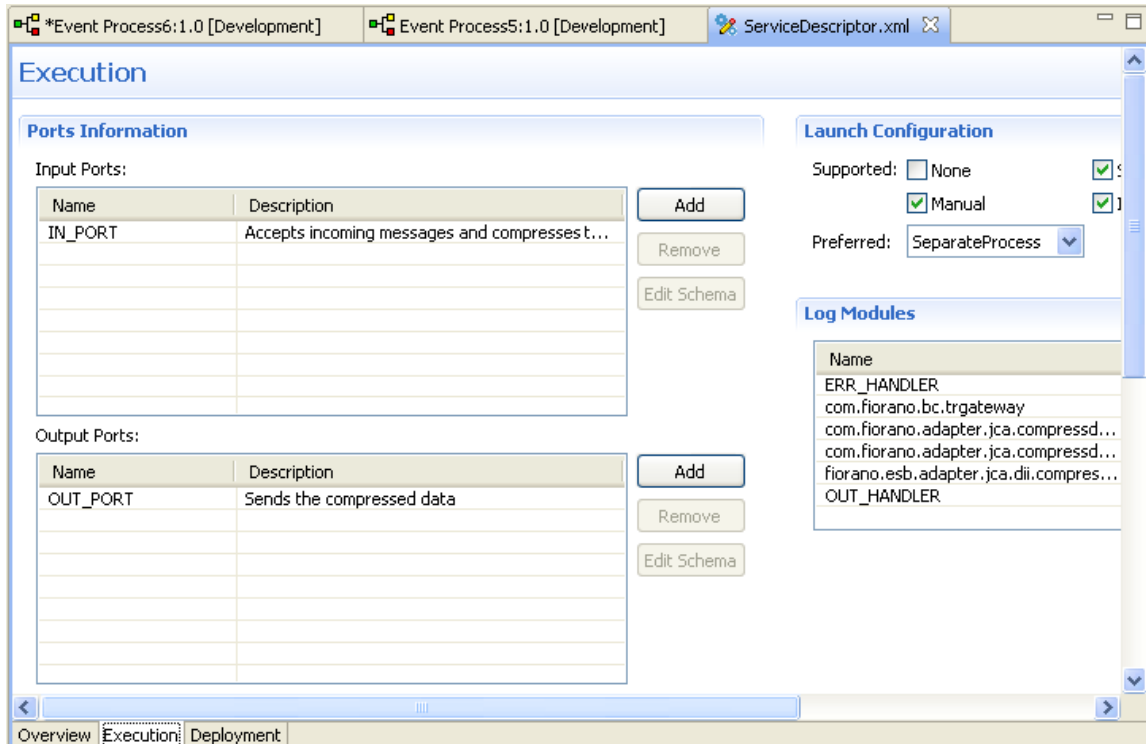 *Event Process6:1.0 [Development] Event Process5:1.0 [Development] ServiceDescriptor.xml
Execution
Ports Information
Input Ports:
Name Description
IN_PORT Accepts incoming messages and compresses t...
Add
Remove
Edit Schema
Output Ports:
Name Description
OUT_PORT Sends the compressed data
Add
Remove
Edit Schema
Launch Configuration
Supported: None
Manual
Preferred: SeparateProcess
Log Modules
Name
ERR_HANDLER
com.fiorano.bc.trgateway
com.fiorano.adapter.jca.compressd...
com.fiorano.adapter.jca.compressd...
fiorano.esb.adapter.jca.dii.compres...
OUT_HANDLER
Overview Execution Deployment